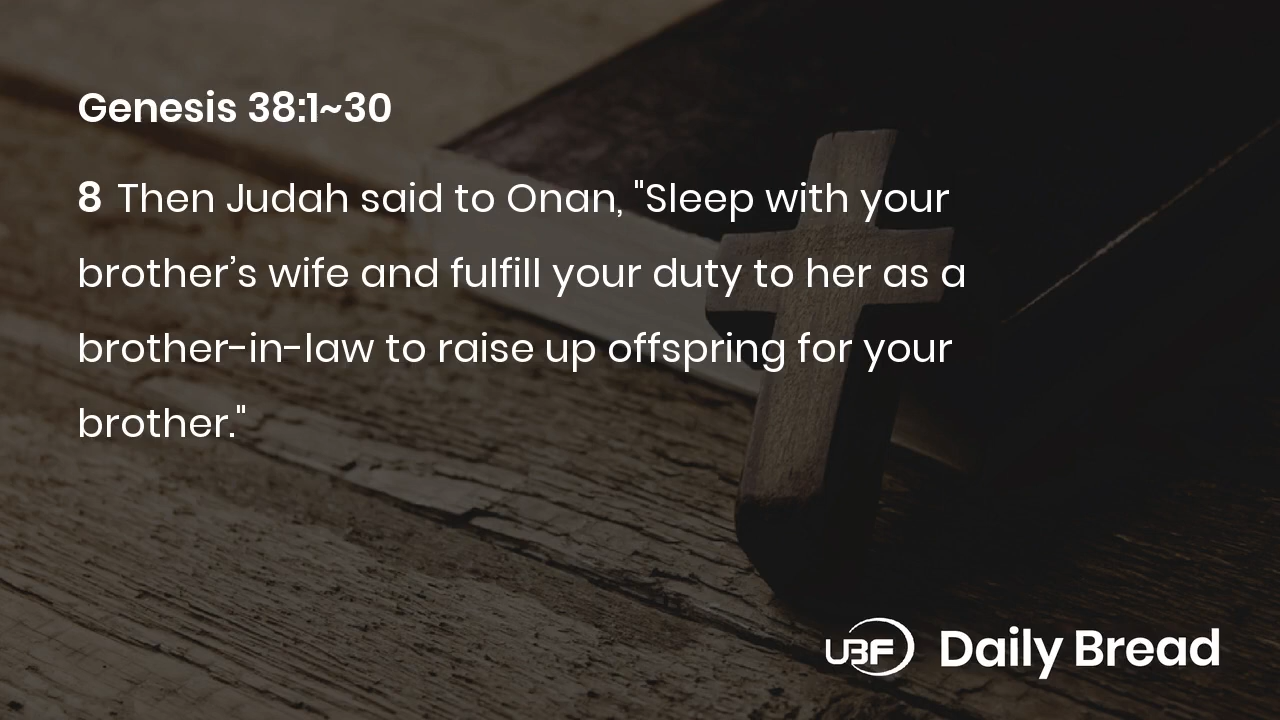 Genesis 38:1~30
8 Then Judah said to Onan, "Sleep with your
brother’s wife and fulfill your duty to her as a
brother-in-law to raise up offspring for your
brother."
UBF Daily Bread